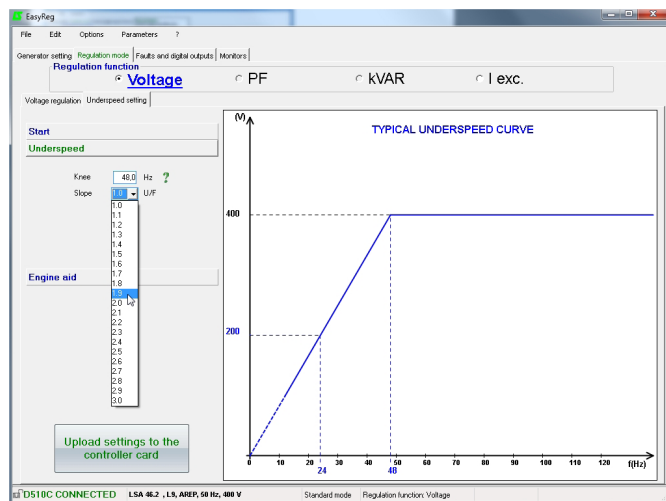 EasyReg
File Edit Options Parameters ?
Generator setting Regulation mode Faults and digital outputs Monitors
Regulation function
Voltage PF kVAR I exc.
Voltage regulation Underspeed setting
Start
Underspeed
Knee 48,0 Hz ?
Slope 1.0 U/F
1.0
1.1
1.2
1.3
1.4
1.5
1.6
1.7
1.8
1.9
2.0
2.1
2.2
2.3
2.4
2.5
2.6
2.7
2.8
2.9
3.0
Engine aid
Upload settings to the
controller card
(V)
TYPICAL UNDERSPEED CURVE
400
200
0 10 20 30 40 50 60 70 80 90 100 110 120 f(Hz)
24 48
D510C CONNECTED LSA 46.2 , L9, AREP, 50 Hz, 400 V Standard mode Regulation function: Voltage